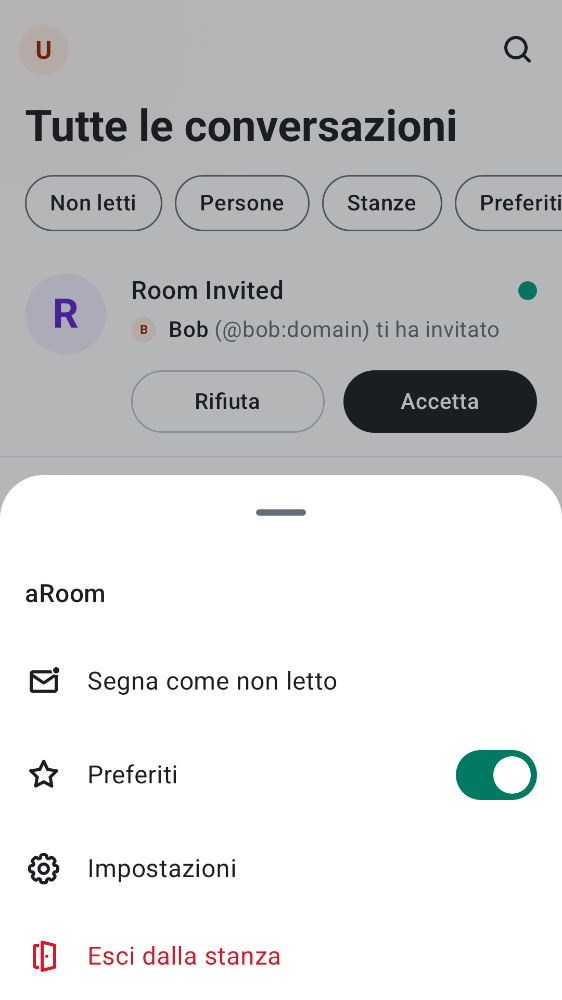 U
Tutte le conversazioni
Non letti Persone Stanze Preferiti
R
Room Invited
B Bob (@bob:domain) ti ha invitato
Rifiuta Accetta
aRoom
Segna come non letto
Preferiti
Impostazioni
Esci dalla stanza